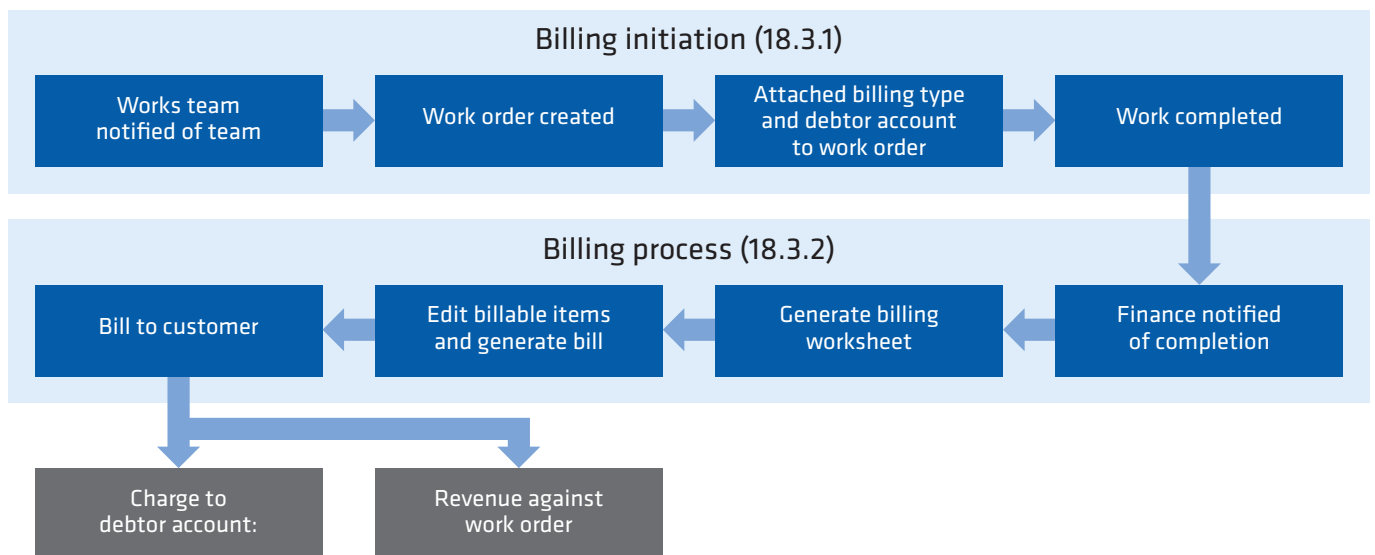 Billing initiation (18.3.1)
Works team
notified of team
Work order created
Attached billing type
and debtor account
to work order
Work completed
Billing process (18.3.2)
Bill to customer
Edit billable items
and generate bill
Generate billing
worksheet
Finance notified
of completion
Charge to
debtor account:
Revenue against
work order